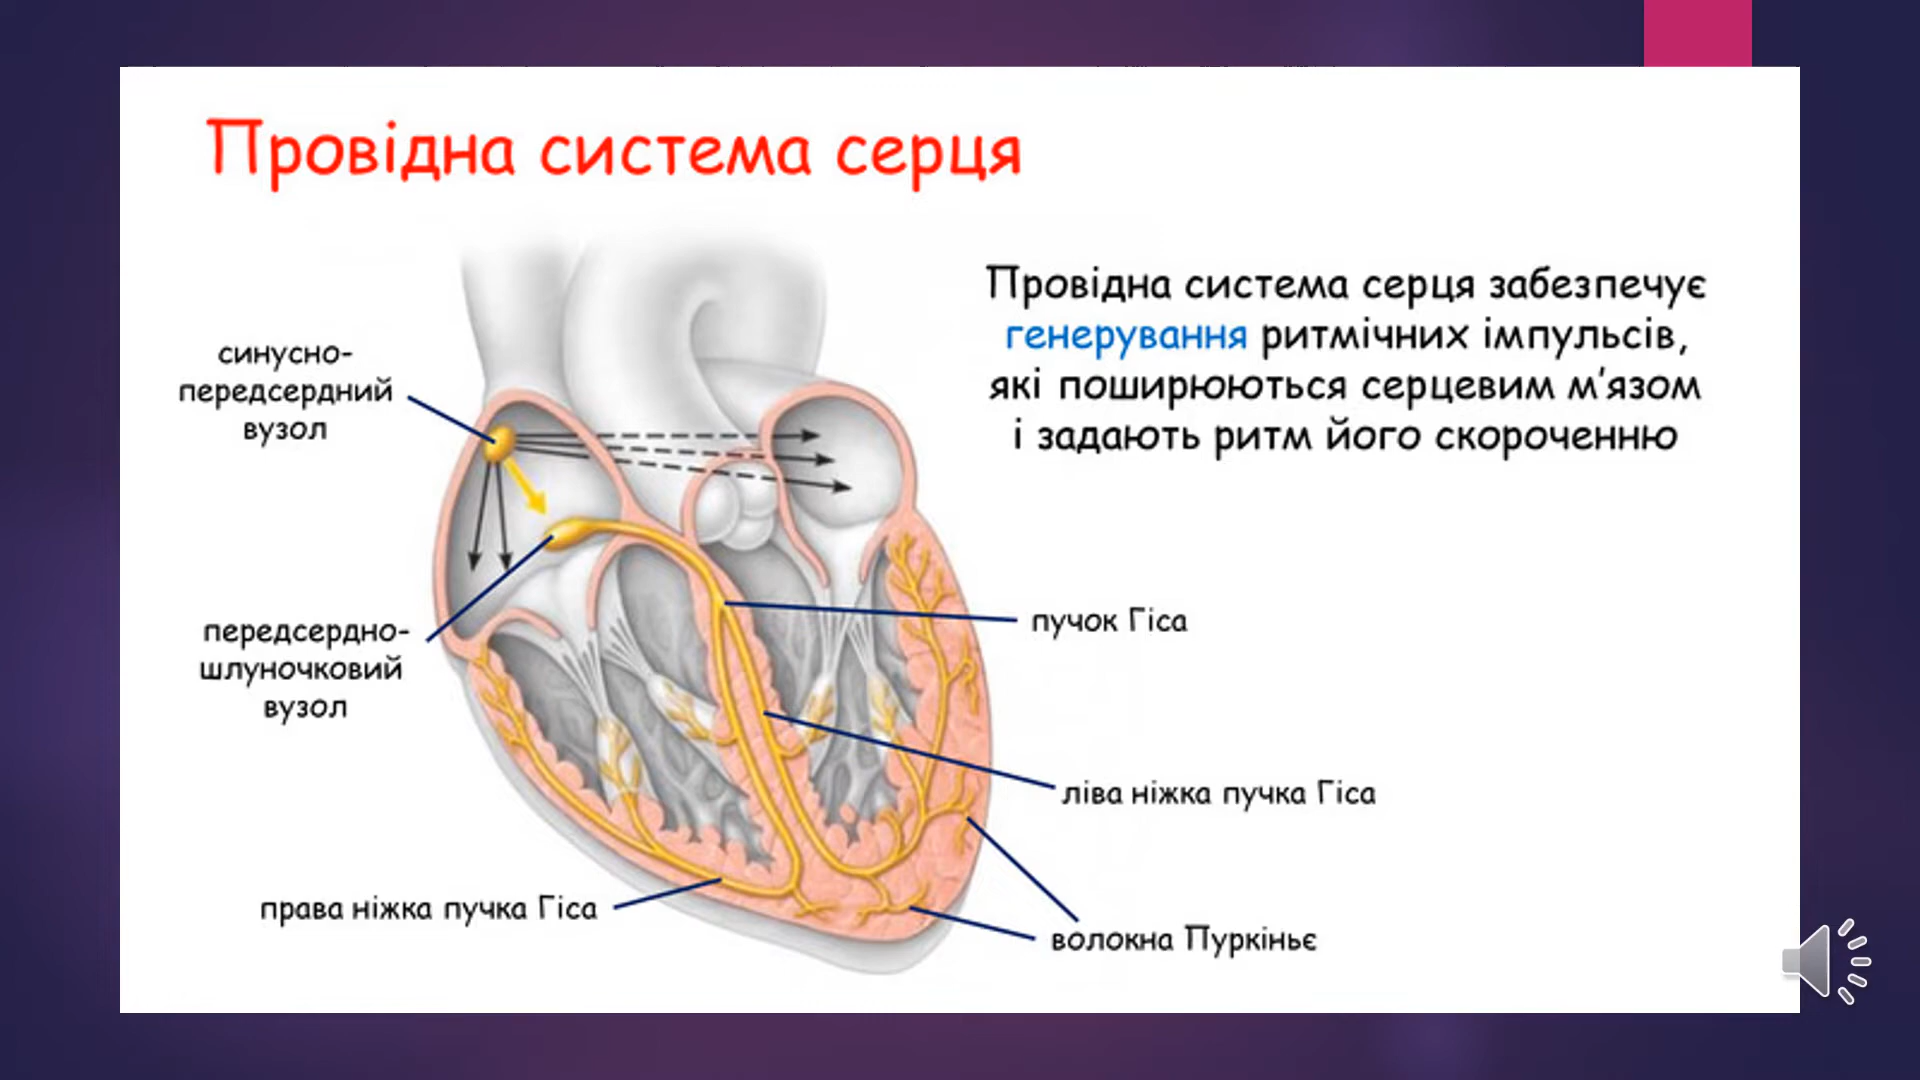 Провідна система серця
Провідна система серця забезпечує
генерування ритмічних імпульсів,
які поширюються серцевим м’язом
і задають ритм його скороченню
синусно-
передсердний
вузол
передсердно-
шлуночковий
вузол
пучок Гіса
ліва ніжка пучка Гіса
права ніжка пучка Гіса
волокна Пуркіньє